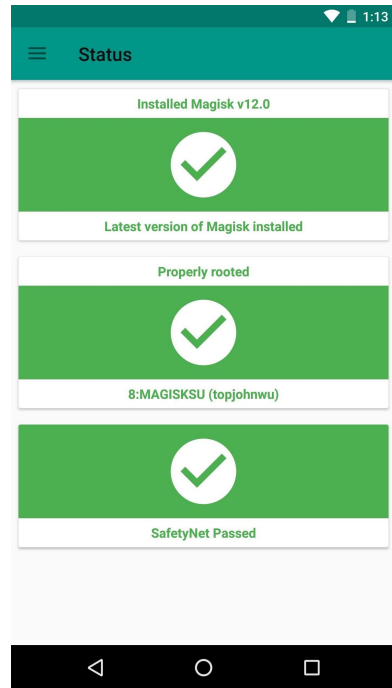 1:13
Status
Installed Magisk v12.0
Latest version of Magisk installed
Properly rooted
8:MAGISKSU (topjohnwu)
SafetyNet Passed